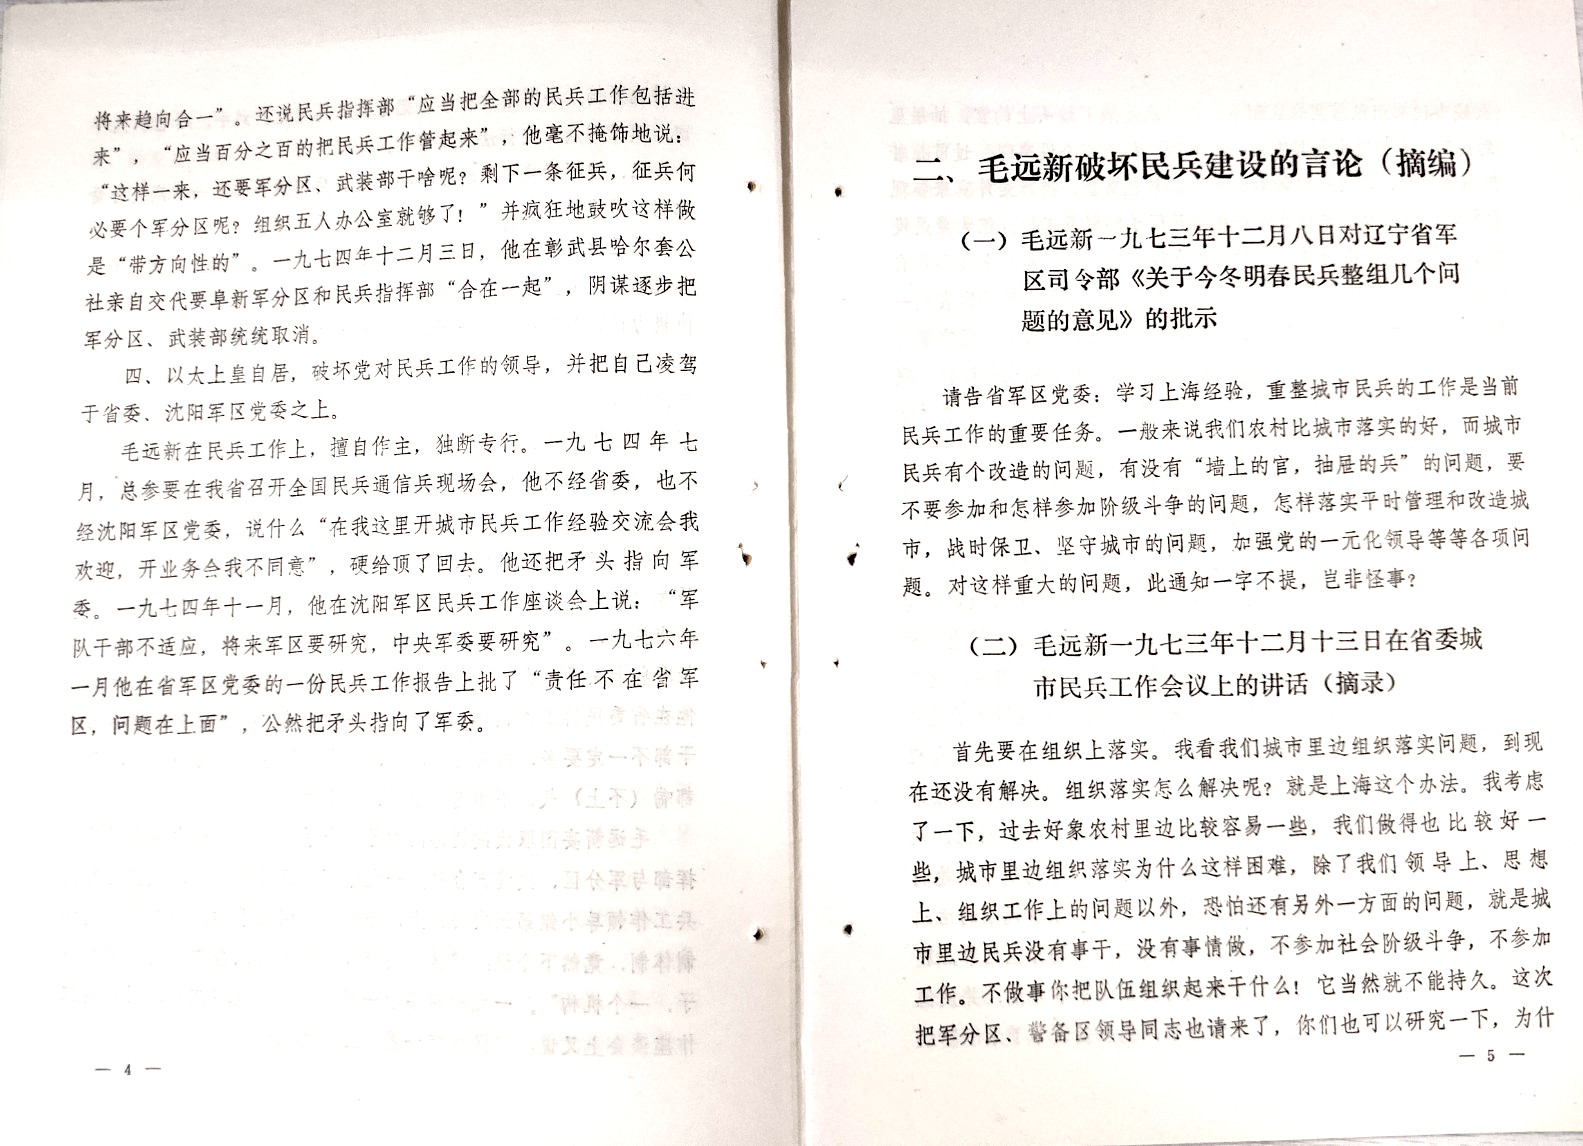 将来趋向合一”。还说民兵指挥部“应当把全部的民兵工作包括进
来”，“应当百分之百的把民兵工作管起来”，他毫不掩饰地说：
“这样一来，还要军分区、武装部干啥呢？剩下一条征兵，征兵何
必要个军分区呢？组织五人办公室就够了！”并疯狂地鼓吹这样做
是“带方向性的”。一九七四年十二月三日，他在彰武县哈尔套公
社亲自交代要阜新军分区和民兵指挥部“合在一起”，阴谋逐步把
军分区、武装部统统取消。
四、以太上皇自居，破坏党对民兵工作的领导，并把自己凌驾
于省委、沈阳军区党委之上。
毛远新在民兵工作上，擅自作主，独断专行。一九七四年七
月，总参要在我省召开全国民兵通信兵现场会，他不经省委，也不
经沈阳军区党委，说什么“在我这里开城市民兵工作经验交流会我
欢迎，开业务会我不同意”，硬给顶了回去。他还把矛头指向军
委。一九七四年十一月，他在沈阳军区民兵工作座谈会上说：“军
队干部不适应，将来军区要研究，中央军委要研究”。一九七六年
一月他在省军区党委的一份民兵工作报告上批了“责任不在省军
区，问题在上面”，公然把矛头指向了军委。
— 4 —
二、毛远新破坏民兵建设的言论（摘编）
（一）毛远新一九七三年十二月八日对辽宁省军
区司令部《关于今冬明春民兵整组几个问
题的意见》的批示
请告省军区党委：学习上海经验，重整城市民兵的工作是当前
民兵工作的重要任务。一般来说我们农村比城市落实的好，而城市
民兵有个改造的问题，有没有“墙上的官，抽屉的兵”的问题，要
不要参加和怎样参加阶级斗争的问题，怎样落实平时管理和改造城
市，战时保卫、坚守城市的问题，加强党的一元化领导等等各项问
题。对这样重大的问题，此通知一字不提，岂非怪事？
（二）毛远新一九七三年十二月十三日在省委城
市民兵工作会议上的讲话（摘录）
首先要在组织上落实。我看我们城市里边组织落实问题，到现
在还没有解决。组织落实怎么解决呢？就是上海这个办法。我考虑
了一下，过去好象农村里边比较容易一些，我们做得也比较好一
些，城市里边组织落实为什么这样困难，除了我们领导上、思想
上、组织工作上的问题以外，恐怕还有另外一方面的问题，就是城
市里边民兵没有事干，没有事情做，不参加社会阶级斗争，不参加
工作。不做事你把队伍组织起来干什么！它当然就不能持久。这次
把军分区、警备区领导同志也请来了，你们也可以研究一下，为什
— 5 —